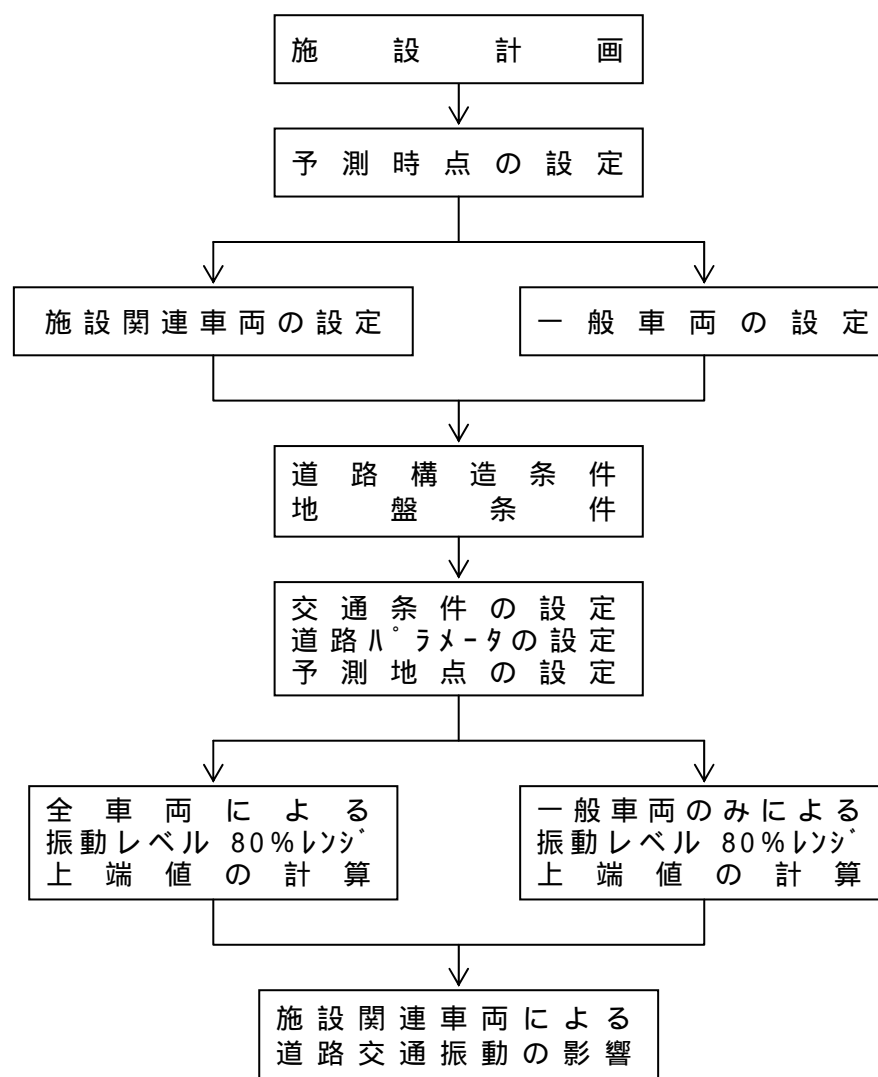 施設計画
予測時点の設定
施設関連車両の設定
一般車両の設定
道路構造条件
地盤条件
交通条件の設定
道路ﾊﾟﾗﾒｰﾀの設定
予測地点の設定
全車両による
振動レベル 80%ﾚﾝｼﾞ
上端値の計算
一般車両のみによる
振動レベル 80%ﾚﾝｼﾞ
上端値の計算
施設関連車両による
道路交通振動の影響